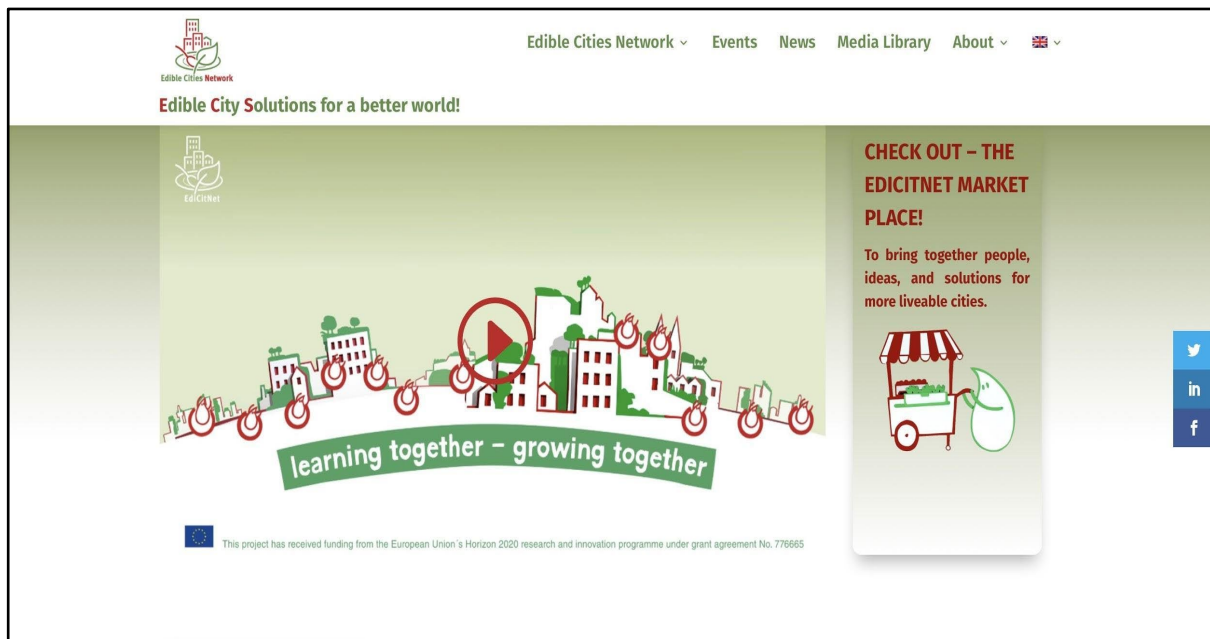 Edible Cities Network
Edible Cities Network
Events
News
Media Library
About
Edible City Solutions for a better world!
EdiCitNet
CHECK OUT – THE
EDICITNET MARKET
PLACE!
To bring together people,
ideas, and solutions for
more liveable cities.
in
f
learning together – growing together
This project has received funding from the European Union´s Horizon 2020 research and innovation programme under grant agreement No. 776665